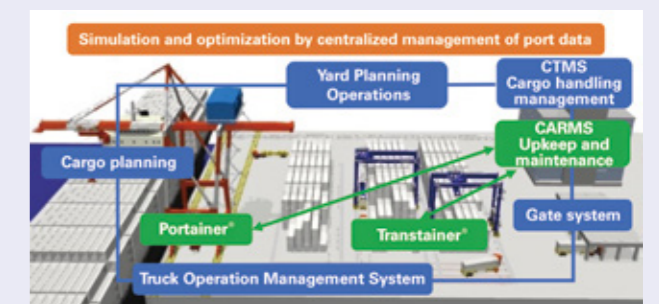 Simulation and optimization by centralized management of port data
Yard Planning
Operations
CTMS
Cargo handling
management
Cargo planning
CARMS
Upkeep and
maintenance
Portainer®
Transtainer®
Gate system
Truck Operation Management System